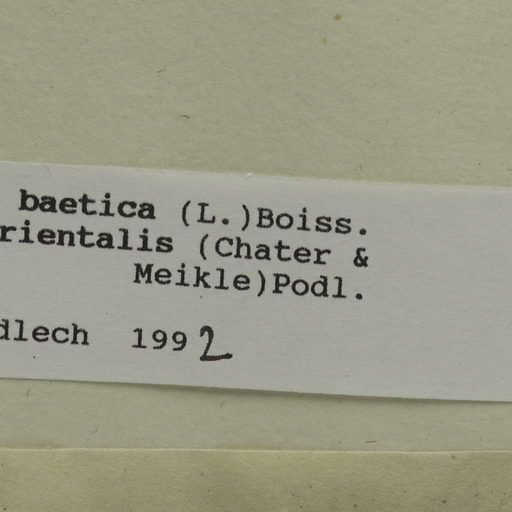 baetica (L.)Boiss.
rientalis (Chater &
Meikle)Podl.
dlech 1992